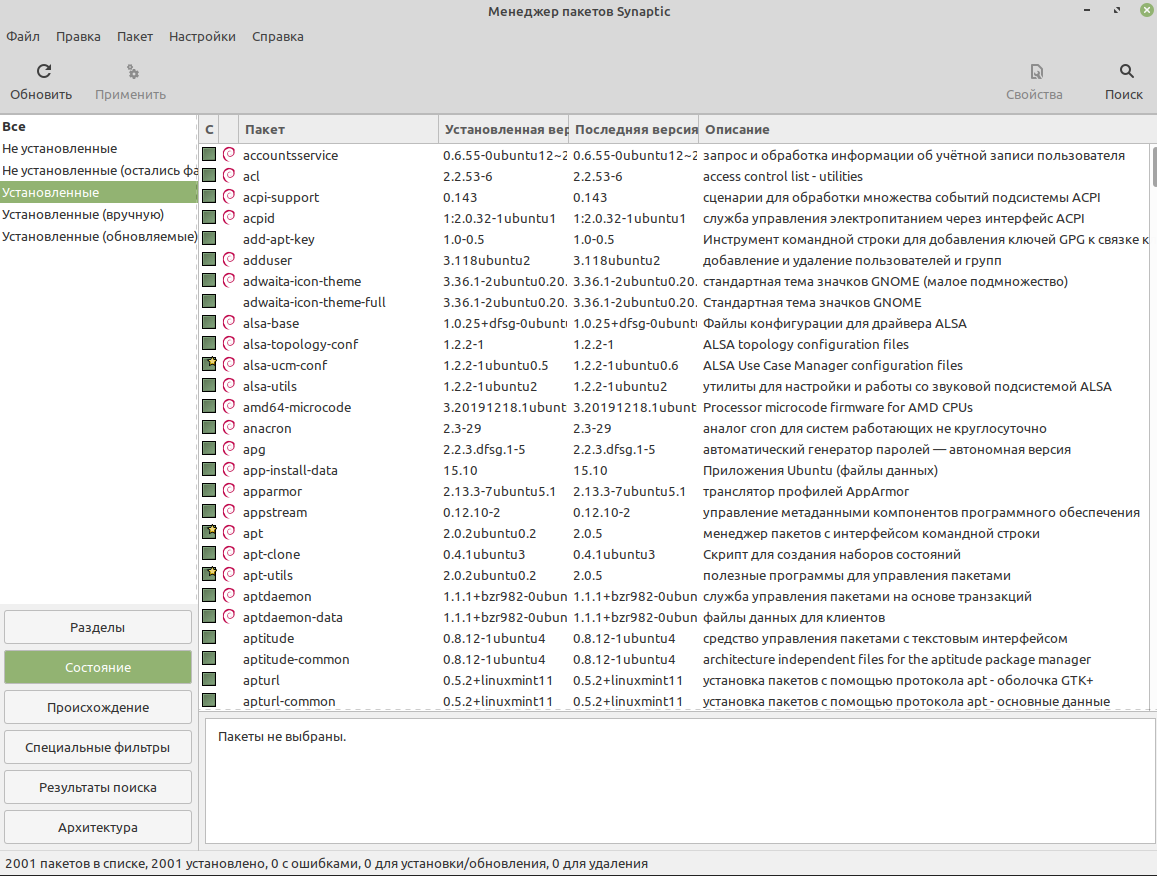 Менеджер пакетов Synaptic
Файл Правка Пакет Настройки Справка
Обновить Применить Свойства Поиск
Все
Не установленные
Не установленные (остались фа
Установленные
Установленные (вручную)
Установленные (обновляемые)
С Пакет Установленная вер Последняя версия Описание
accountsservice 0.6.55-0ubuntu12~2 0.6.55-0ubuntu12~2 запрос и обработка информации об учётной записи пользователя
acl 2.2.53-6 2.2.53-6 access control list - utilities
acpi-support 0.143 0.143 сценарии для обработки множества событий подсистемы ACPI
acpid 1:2.0.32-1ubuntu1 1:2.0.32-1ubuntu1 служба управления электропитанием через интерфейс ACPI
add-apt-key 1.0-0.5 1.0-0.5 Инструмент командной строки для добавления ключей GPG к связке к
adduser 3.118ubuntu2 3.118ubuntu2 добавление и удаление пользователей и групп
adwaita-icon-theme 3.36.1-2ubuntu0.20. 3.36.1-2ubuntu0.20. стандартная тема значков GNOME (малое подмножество)
adwaita-icon-theme-full 3.36.1-2ubuntu0.20. 3.36.1-2ubuntu0.20. Стандартная тема значков GNOME
alsa-base 1.0.25+dfsg-0ubunt 1.0.25+dfsg-0ubunt Файлы конфигурации для драйвера ALSA
alsa-topology-conf 1.2.2-1 1.2.2-1 ALSA topology configuration files
alsa-ucm-conf 1.2.2-1ubuntu0.5 1.2.2-1ubuntu0.6 ALSA Use Case Manager configuration files
alsa-utils 1.2.2-1ubuntu2 1.2.2-1ubuntu2 утилиты для настройки и работы со звуковой подсистемой ALSA
amd64-microcode 3.20191218.1ubunt 3.20191218.1ubunt Processor microcode firmware for AMD CPUs
anacron 2.3-29 2.3-29 аналог cron для систем работающих не круглосуточно
apg 2.2.3.dfsg.1-5 2.2.3.dfsg.1-5 автоматический генератор паролей — автономная версия
app-install-data 15.10 15.10 Приложения Ubuntu (файлы данных)
apparmor 2.13.3-7ubuntu5.1 2.13.3-7ubuntu5.1 транслятор профилей AppArmor
appstream 0.12.10-2 0.12.10-2 управление метаданными компонентов программного обеспечения
apt 2.0.2ubuntu0.2 2.0.5 менеджер пакетов с интерфейсом командной строки
apt-clone 0.4.1ubuntu3 0.4.1ubuntu3 Скрипт для создания наборов состояний
apt-utils 2.0.2ubuntu0.2 2.0.5 полезные программы для управления пакетами
aptdaemon 1.1.1+bzr982-0ubun 1.1.1+bzr982-0ubun служба управления пакетами на основе транзакций
aptdaemon-data 1.1.1+bzr982-0ubun 1.1.1+bzr982-0ubun файлы данных для клиентов
aptitude 0.8.12-1ubuntu4 0.8.12-1ubuntu4 средство управления пакетами с текстовым интерфейсом
aptitude-common 0.8.12-1ubuntu4 0.8.12-1ubuntu4 architecture independent files for the aptitude package manager
apturl 0.5.2+linuxmint11 0.5.2+linuxmint11 установка пакетов с помощью протокола apt - оболочка GTK+
apturl-common 0.5.2+linuxmint11 0.5.2+linuxmint11 установка пакетов с помощью протокола apt - основные данные
Разделы
Состояние
Происхождение
Специальные фильтры
Результаты поиска
Архитектура
Пакеты не выбраны.
2001 пакетов в списке, 2001 установлено, 0 с ошибками, 0 для установки/обновления, 0 для удаления